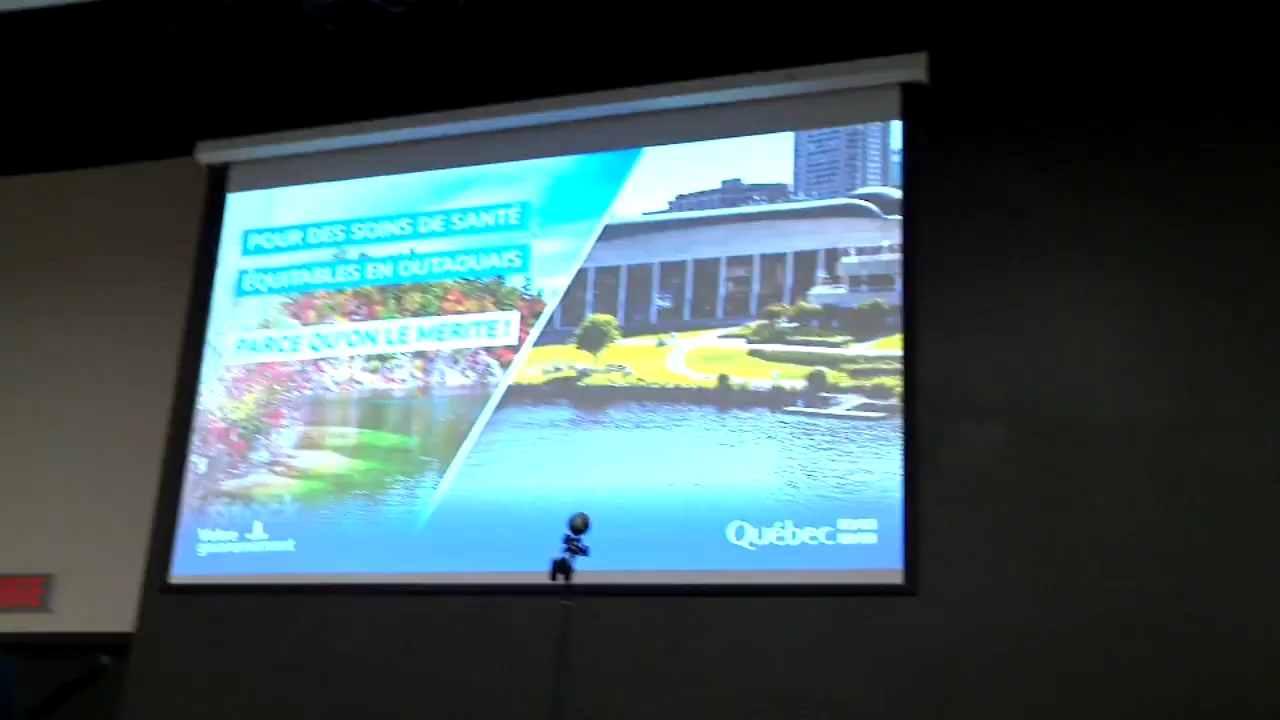 POUR DES SOINS DE SANTÉ
ÉQUITABLES EN OUTAOUAIS
PARCE QU'ON LE MÉRITE !
Votre
gouvernement
Québec